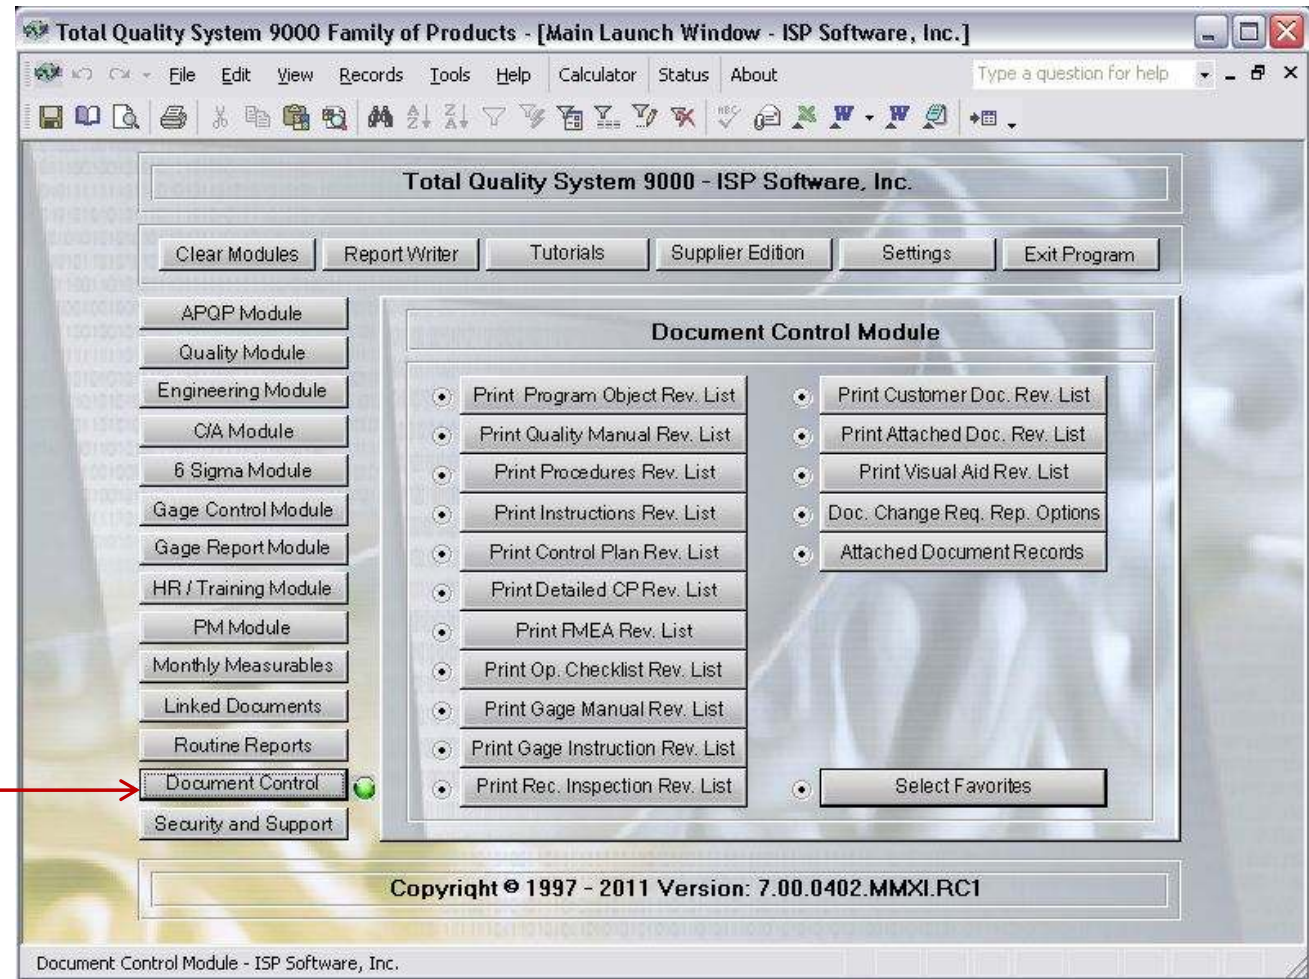 Total Quality System 9000 Family of Products - [Main Launch Window - ISP Software, Inc.]
File Edit View Records Tools Help Calculator Status About Type a question for help
Total Quality System 9000 - ISP Software, Inc.
Clear Modules Report Writer Tutorials Supplier Edition Settings Exit Program
APQP Module
Quality Module
Engineering Module
C/A Module
6 Sigma Module
Gage Control Module
Gage Report Module
HR / Training Module
PM Module
Monthly Measurables
Linked Documents
Routine Reports
Document Control
Security and Support
Document Control Module
Print Program Object Rev. List
Print Quality Manual Rev. List
Print Procedures Rev. List
Print Instructions Rev. List
Print Control Plan Rev. List
Print Detailed CP Rev. List
Print FMEA Rev. List
Print Op. Checklist Rev. List
Print Gage Manual Rev. List
Print Gage Instruction Rev. List
Print Rec. Inspection Rev. List
Print Customer Doc. Rev. List
Print Attached Doc. Rev. List
Print Visual Aid Rev. List
Doc. Change Req. Rep. Options
Attached Document Records
Select Favorites
Copyright © 1997 - 2011 Version: 7.00.0402.MMXI.RC1
Document Control Module - ISP Software, Inc.